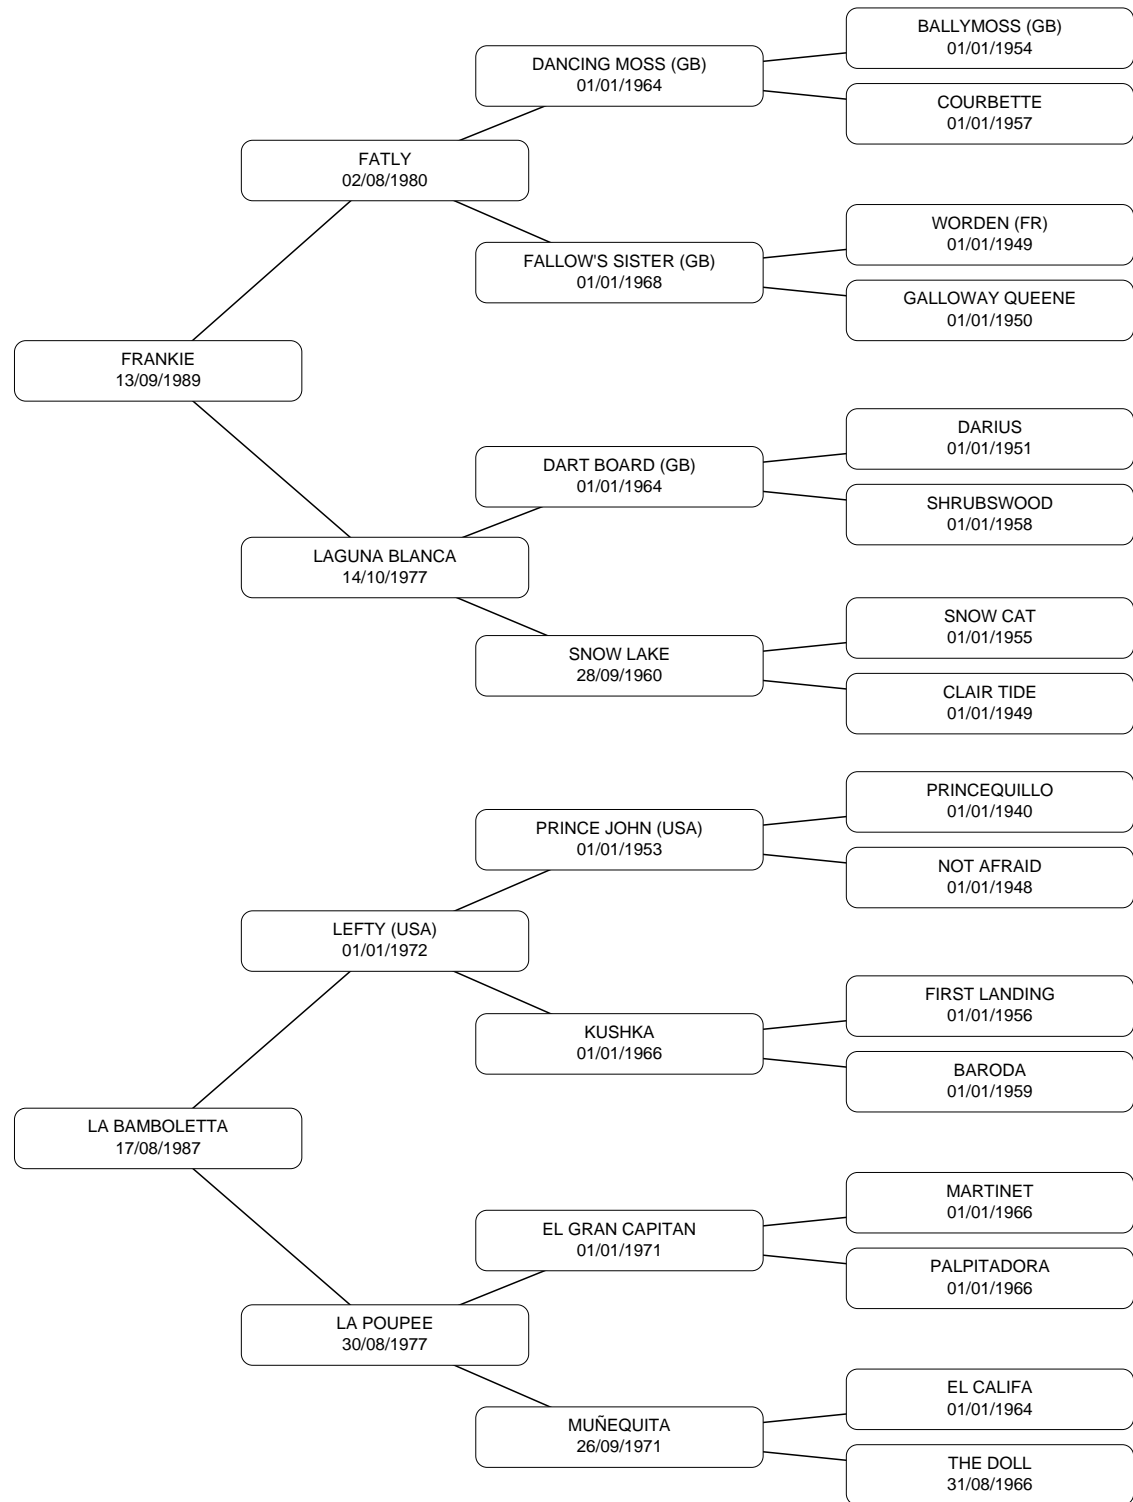 BALLYMOSS (GB)
01/01/1954
DANCING MOSS (GB)
01/01/1964
COURBETTE
01/01/1957
FATLY
02/08/1980
WORDEN (FR)
01/01/1949
FALLOW'S SISTER (GB)
01/01/1968
GALLOWAY QUEENE
01/01/1950
FRANKIE
13/09/1989
DARIUS
01/01/1951
DART BOARD (GB)
01/01/1964
SHRUBSWOOD
01/01/1958
LAGUNA BLANCA
14/10/1977
SNOW CAT
01/01/1955
SNOW LAKE
28/09/1960
CLAIR TIDE
01/01/1949
PRINCEQUILLO
01/01/1940
PRINCE JOHN (USA)
01/01/1953
NOT AFRAID
01/01/1948
LEFTY (USA)
01/01/1972
FIRST LANDING
01/01/1956
KUSHKA
01/01/1966
BARODA
01/01/1959
LA BAMBOLETTA
17/08/1987
MARTINET
01/01/1966
EL GRAN CAPITAN
01/01/1971
PALPITADORA
01/01/1966
LA POUPEE
30/08/1977
EL CALIFA
01/01/1964
MUÑEQUITA
26/09/1971
THE DOLL
31/08/1966